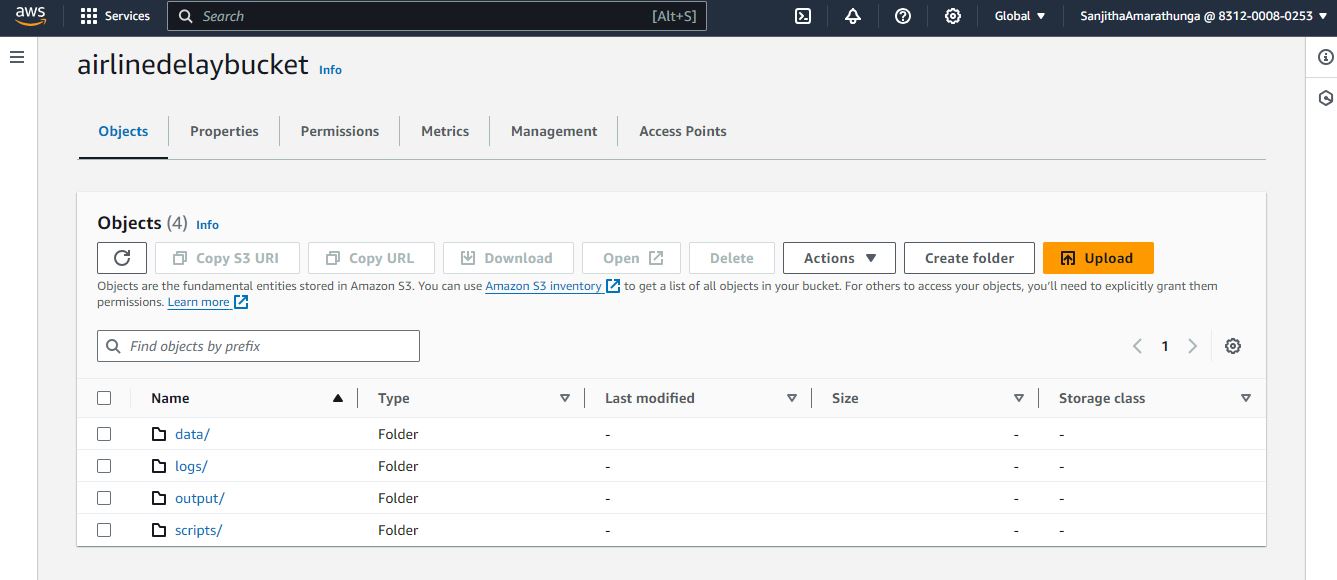 aws Services Search [Alt+S] Global SanjithaAmarathunga @ 8312-0008-0253
airlinedelaybucket Info
Objects Properties Permissions Metrics Management Access Points
Objects (4) Info
Copy S3 URI Copy URL Download Open Delete Actions Create folder Upload
Objects are the fundamental entities stored in Amazon S3. You can use Amazon S3 inventory to get a list of all objects in your bucket. For others to access your objects, you'll need to explicitly grant them
permissions. Learn more
Find objects by prefix 1
Name Type Last modified Size Storage class
data/ Folder - - -
logs/ Folder - - -
output/ Folder - - -
scripts/ Folder - - -